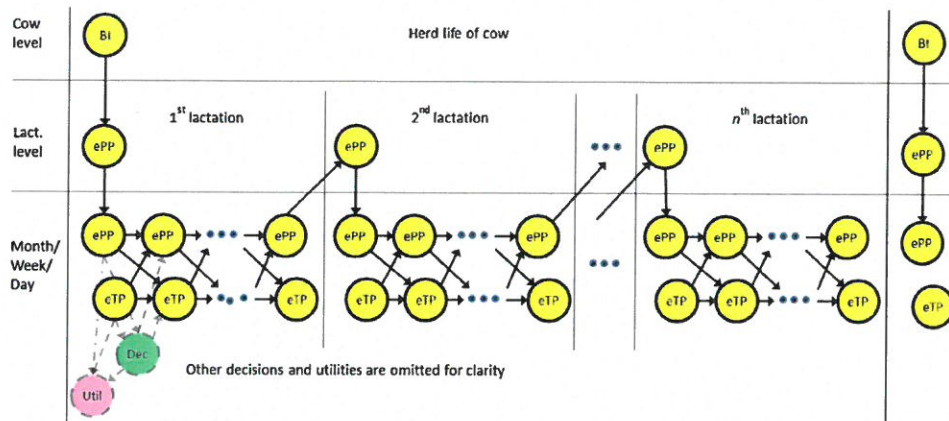 Cow
level
BI
Herd life of cow
BI
Lact.
level
ePP
1st lactation
ePP
2nd lactation
ePP
nth lactation
ePP
Month/
Week/
Day
ePP ePP ePP ePP ePP ePP ePP ePP ePP ePP
eTP eTP eTP eTP eTP eTP eTP eTP eTP eTP
Dec
Util
Other decisions and utilities are omitted for clarity